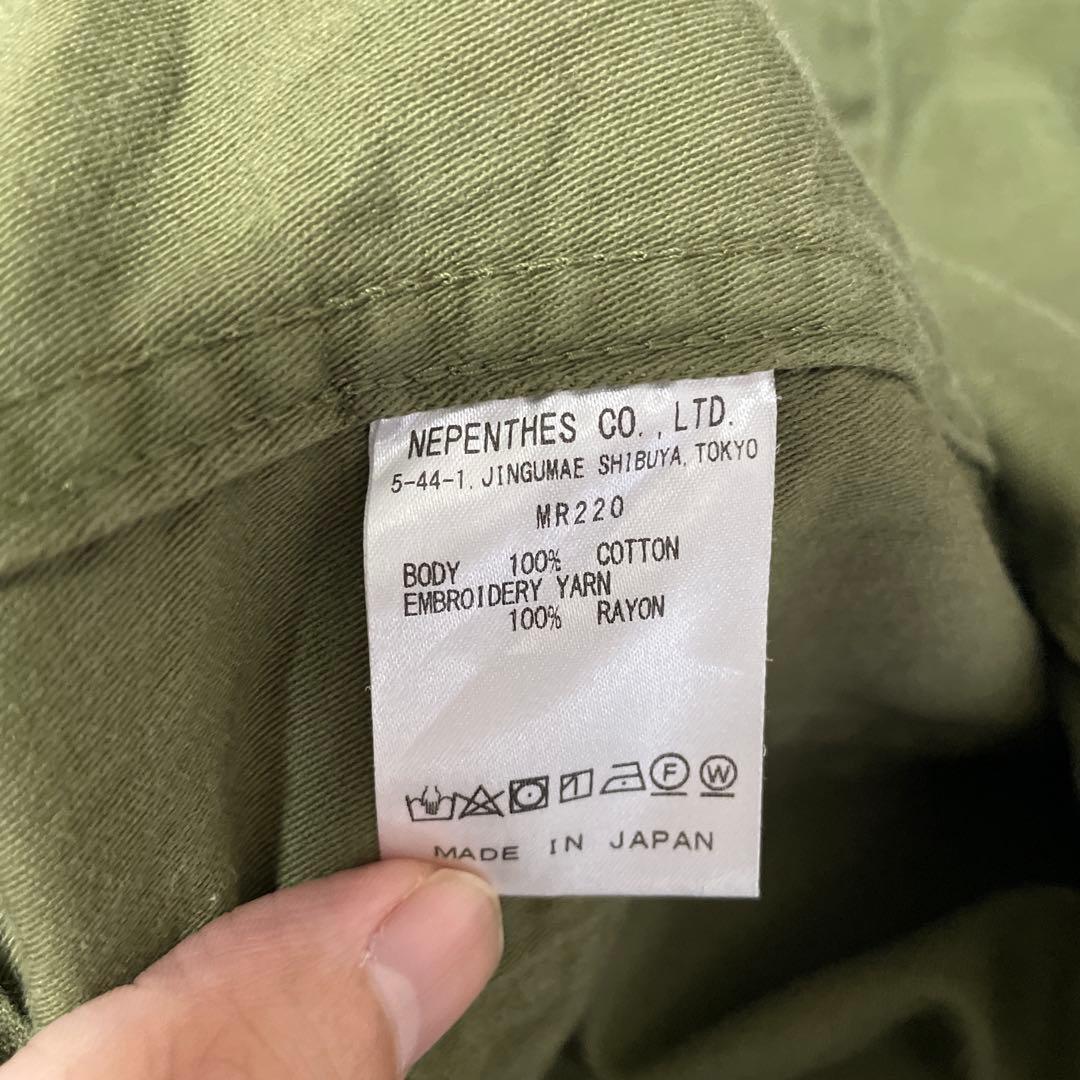 NEPENTHES CO.,LTD.
5-44-1,JINGUMAE SHIBUYA,TOKYO
MR220
BODY 100% COTTON
EMBROIDERY YARN
100% RAYON
F W
MADE IN JAPAN